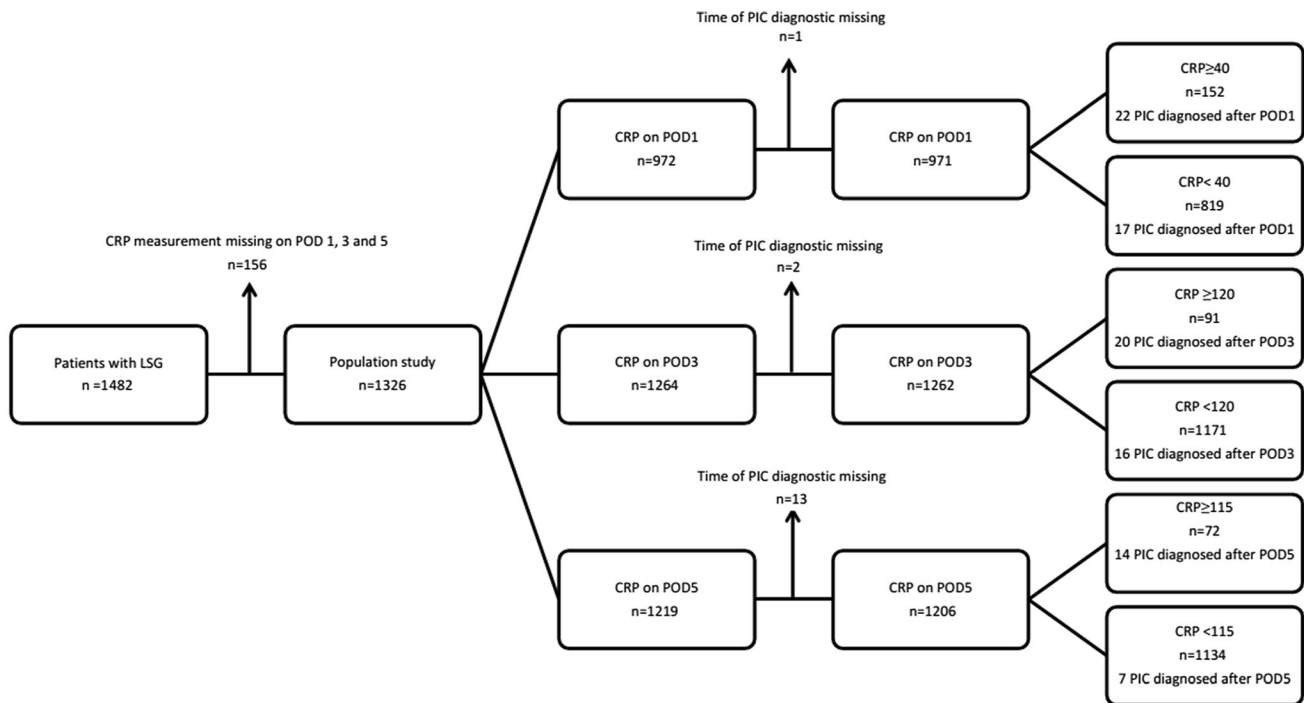 Patients with LSG
n =1482
CRP measurement missing on POD 1, 3 and 5
n=156
Population study
n=1326
Time of PIC diagnostic missing
n=1
CRP on POD1
n=972
CRP on POD1
n=971
CRP≥40
n=152
22 PIC diagnosed after POD1
CRP< 40
n=819
17 PIC diagnosed after POD1
Time of PIC diagnostic missing
n=2
CRP on POD3
n=1264
CRP on POD3
n=1262
CRP ≥120
n=91
20 PIC diagnosed after POD3
CRP <120
n=1171
16 PIC diagnosed after POD3
Time of PIC diagnostic missing
n=13
CRP on POD5
n=1219
CRP on POD5
n=1206
CRP≥115
n=72
14 PIC diagnosed after POD5
CRP <115
n=1134
7 PIC diagnosed after POD5